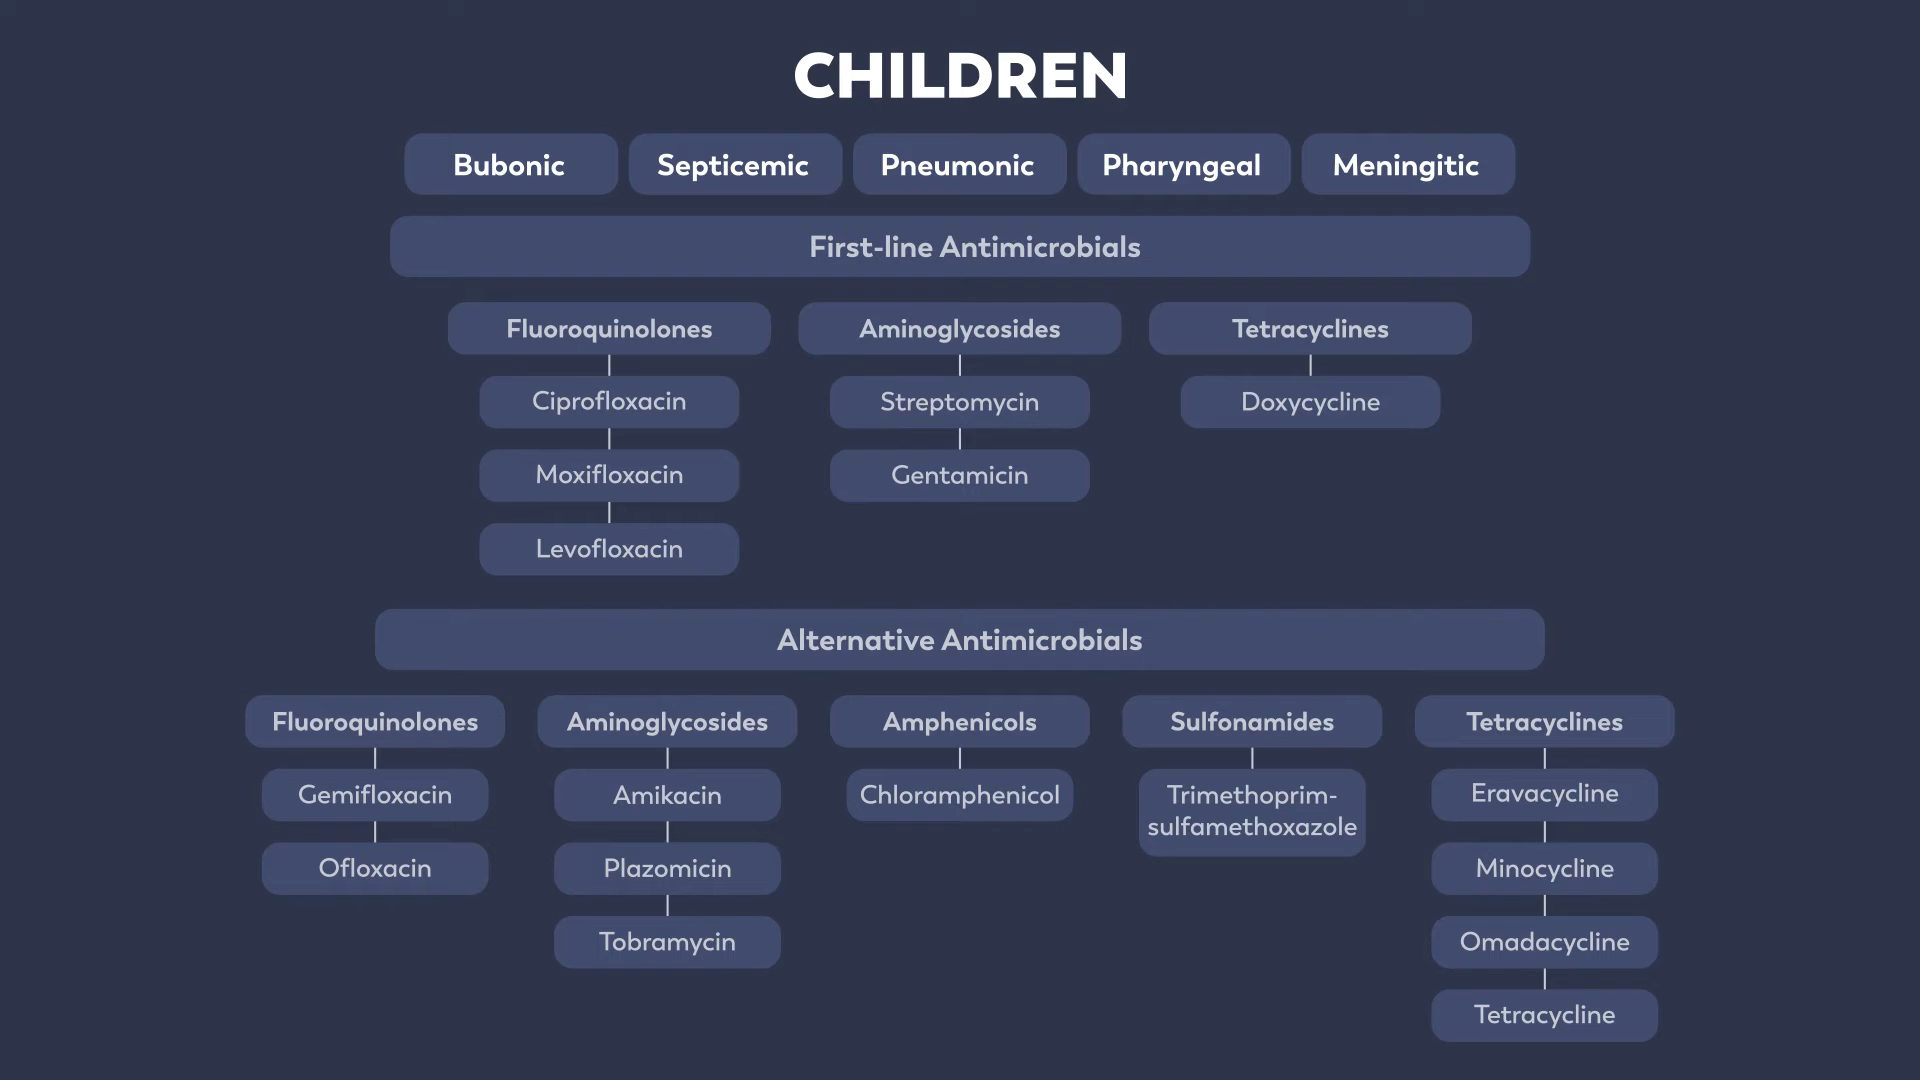 CHILDREN
Bubonic
Septicemic
Pneumonic
Pharyngeal
Meningitic
First-line Antimicrobials
Fluoroquinolones
Ciprofloxacin
Moxifloxacin
Levofloxacin
Aminoglycosides
Streptomycin
Gentamicin
Tetracyclines
Doxycycline
Alternative Antimicrobials
Fluoroquinolones
Gemifloxacin
Ofloxacin
Aminoglycosides
Amikacin
Plazomicin
Tobramycin
Amphenicols
Chloramphenicol
Sulfonamides
Trimethoprim-
sulfamethoxazole
Tetracyclines
Eravacycline
Minocycline
Omadacycline
Tetracycline